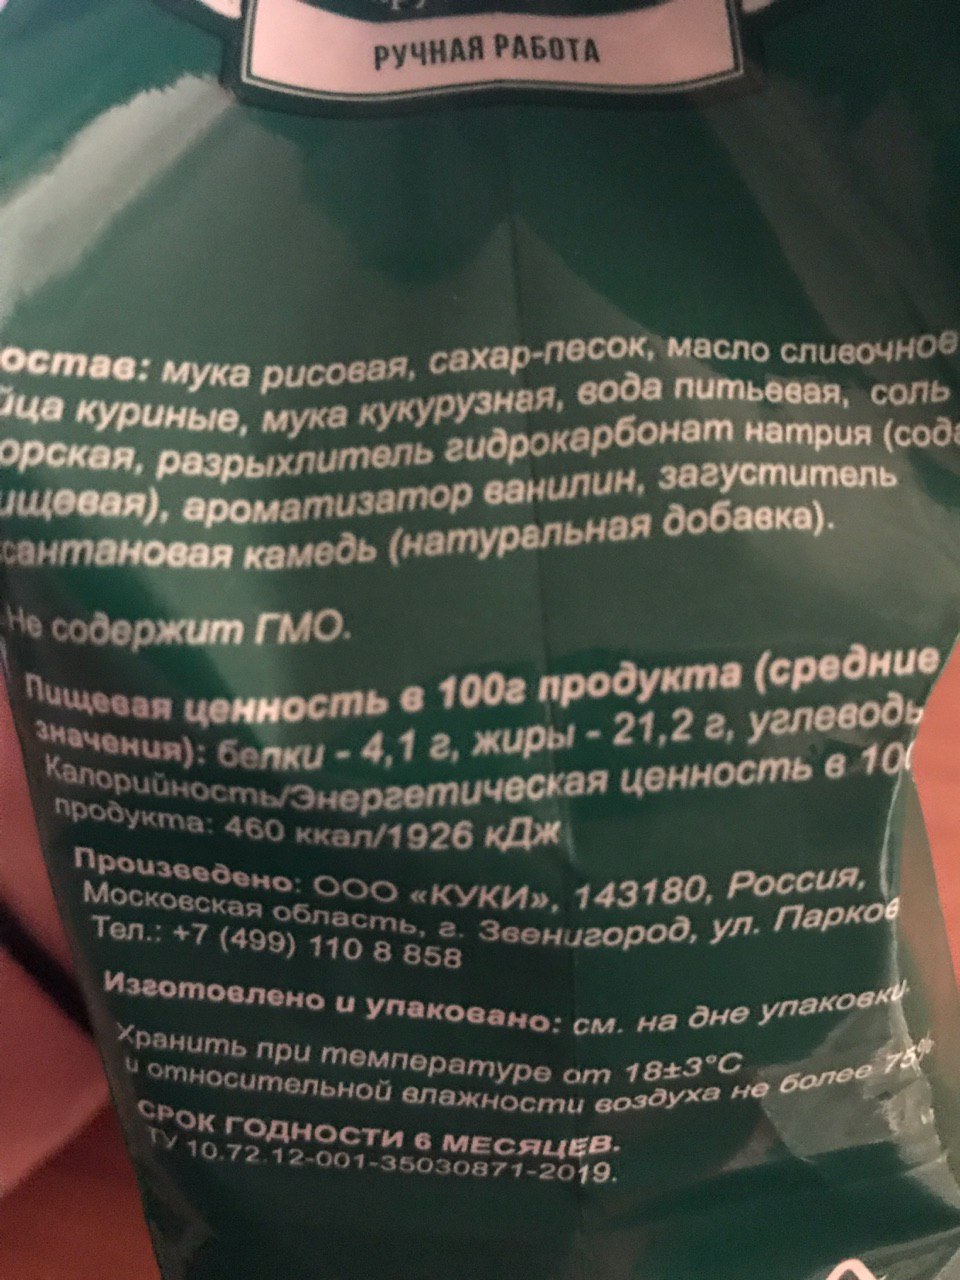 РУЧНАЯ РАБОТА
остав: мука рисовая, сахар-песок, масло сливочное
йца куриные, мука кукурузная, вода питьевая, соль
орская, разрыхлитель гидрокарбонат натрия (сода
ищевая), ароматизатор ванилин, загуститель
сантановая камедь (натуральная добавка).
Не содержит ГМО.
Пищевая ценность в 100г продукта (средние
значения): белки - 4,1 г, жиры - 21,2 г, углеводы
Калорийность/Энергетическая ценность в 100
продукта: 460 ккал/1926 кДж
Произведено: ООО «КУКИ», 143180, Россия,
Московская область, г. Звенигород, ул. Парков
Тел.: +7 (499) 110 8 858
Изготовлено и упаковано: см. на дне упаковки.
Хранить при температуре от 18±3°С
и относительной влажности воздуха не более 75%
СРОК ГОДНОСТИ 6 МЕСЯЦЕВ.
ТУ 10.72.12-001-35030871-2019.